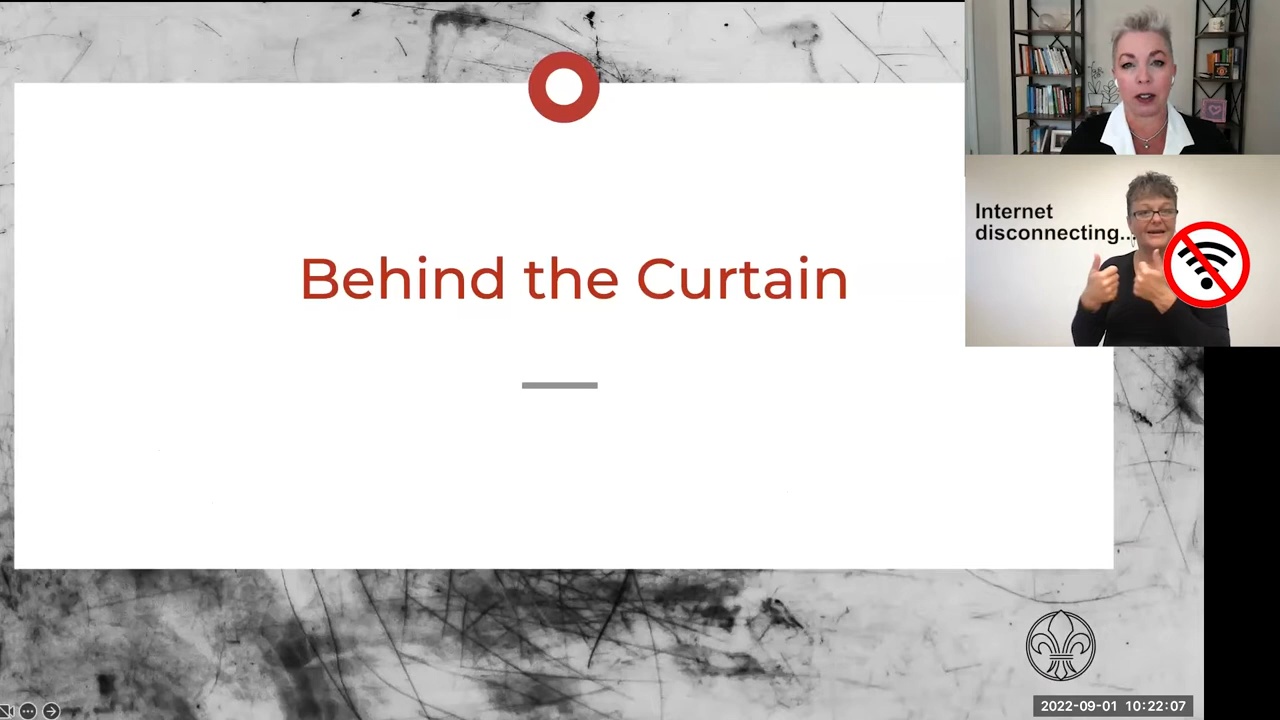 Behind the Curtain
Internet
disconnecting...
2022-09-01 10:22:07